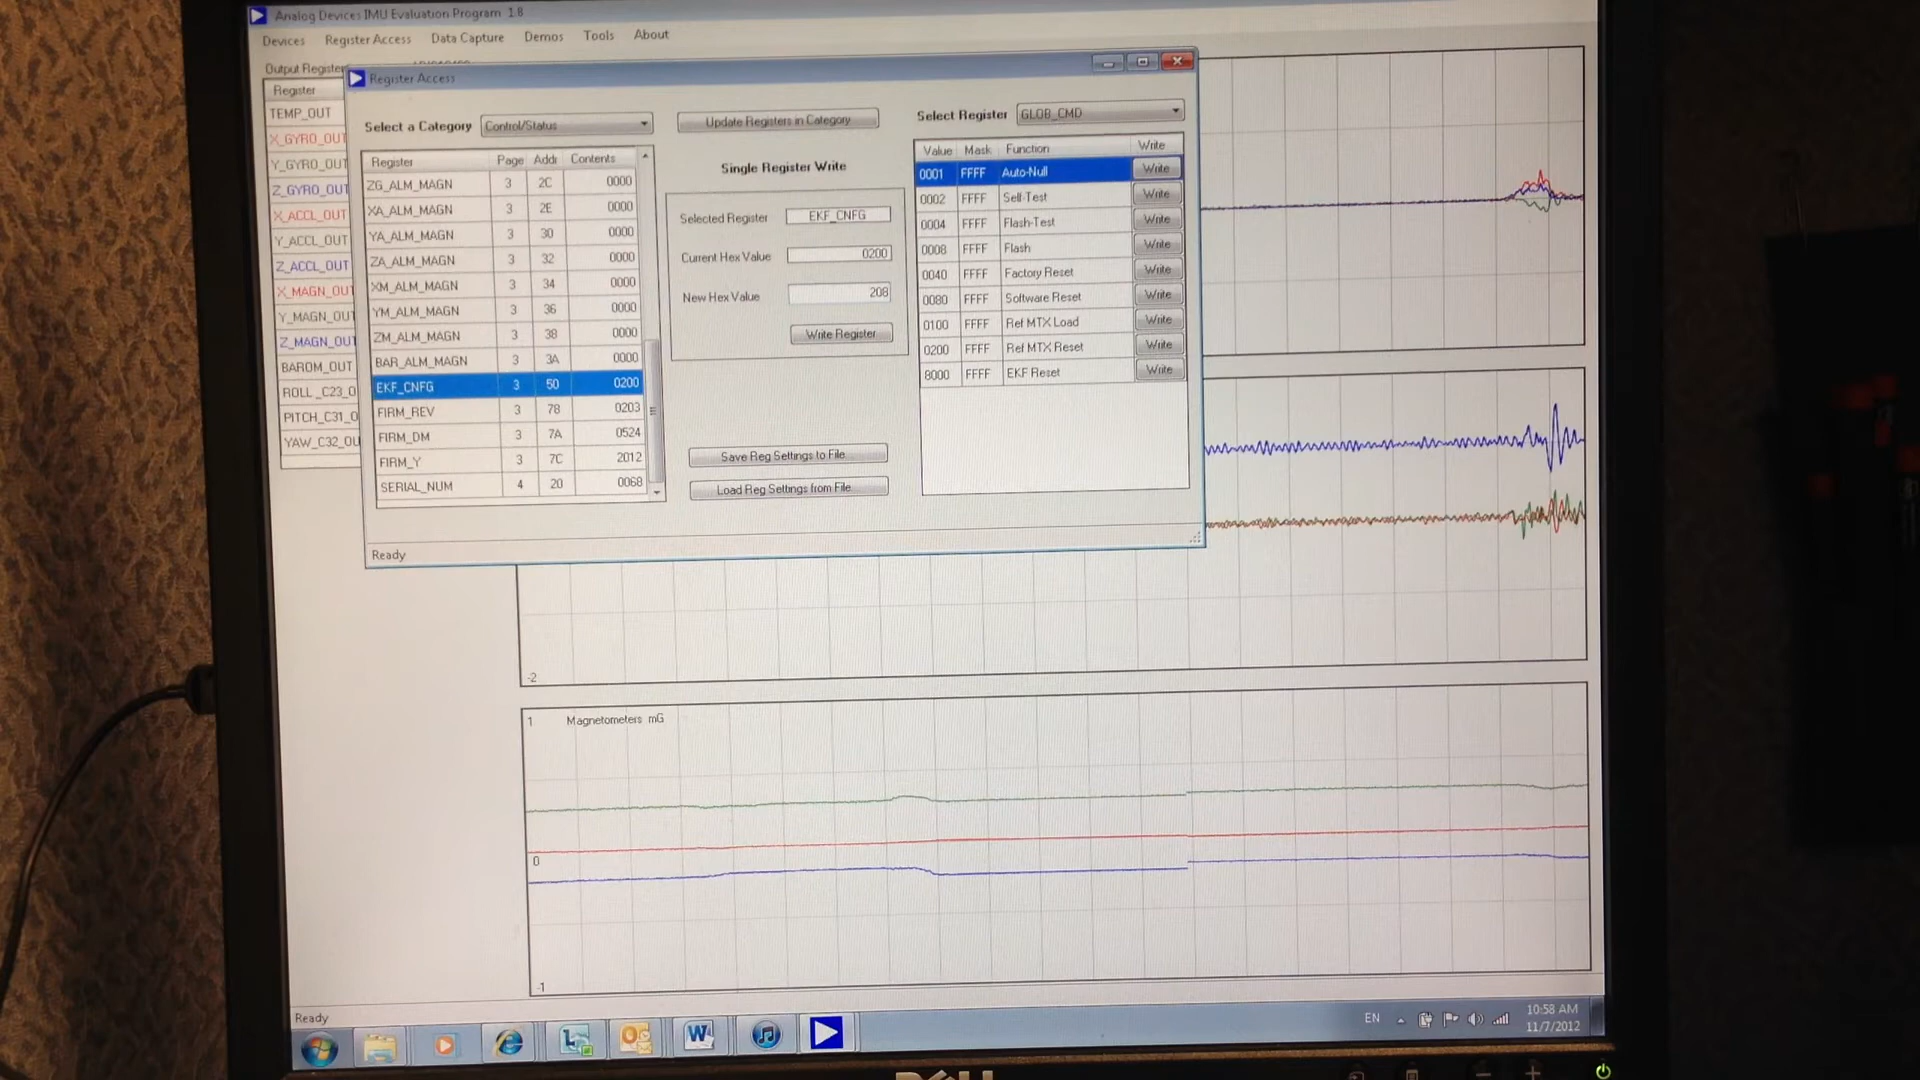 Analog Devices IMU Evaluation Program 1.8
Devices Register Access Data Capture Demos Tools About
Output Register
Register
TEMP_OUT
X_GYRO_OUT
Y_GYRO_OUT
Z_GYRO_OUT
X_ACCL_OUT
Y_ACCL_OUT
Z_ACCL_OUT
X_MAGN_OUT
Y_MAGN_OUT
Z_MAGN_OUT
BAROM_OUT
ROLL_C23_O
PITCH_C31_O
YAW_C32_OU
Register Access
Select a Category Control/Status
Register Page Addr Contents
ZG_ALM_MAGN 3 2C 0000
XA_ALM_MAGN 3 2E 0000
YA_ALM_MAGN 3 30 0000
ZA_ALM_MAGN 3 32 0000
XM_ALM_MAGN 3 34 0000
YM_ALM_MAGN 3 36 0000
ZM_ALM_MAGN 3 38 0000
BAR_ALM_MAGN 3 3A 0000
EKF_CNFG 3 50 0200
FIRM_REV 3 78 0203
FIRM_DM 3 7A 0524
FIRM_Y 3 7C 2012
SERIAL_NUM 4 20 0068
Update Registers in Category
Single Register Write
Selected Register EKF_CNFG
Current Hex Value 0200
New Hex Value 208
Write Register
Save Reg Settings to File
Load Reg Settings from File
Select Register GLOB_CMD
Value Mask Function Write
0001 FFFF Auto-Null Write
0002 FFFF Self-Test Write
0004 FFFF Flash-Test Write
0008 FFFF Flash Write
0040 FFFF Factory Reset Write
0080 FFFF Software Reset Write
0100 FFFF Ref MTX Load Write
0200 FFFF Ref MTX Reset Write
8000 FFFF EKF Reset Write
Ready
-2
1 Magnetometers mG
0
-1
Ready
EN
10:58 AM
11/7/2012